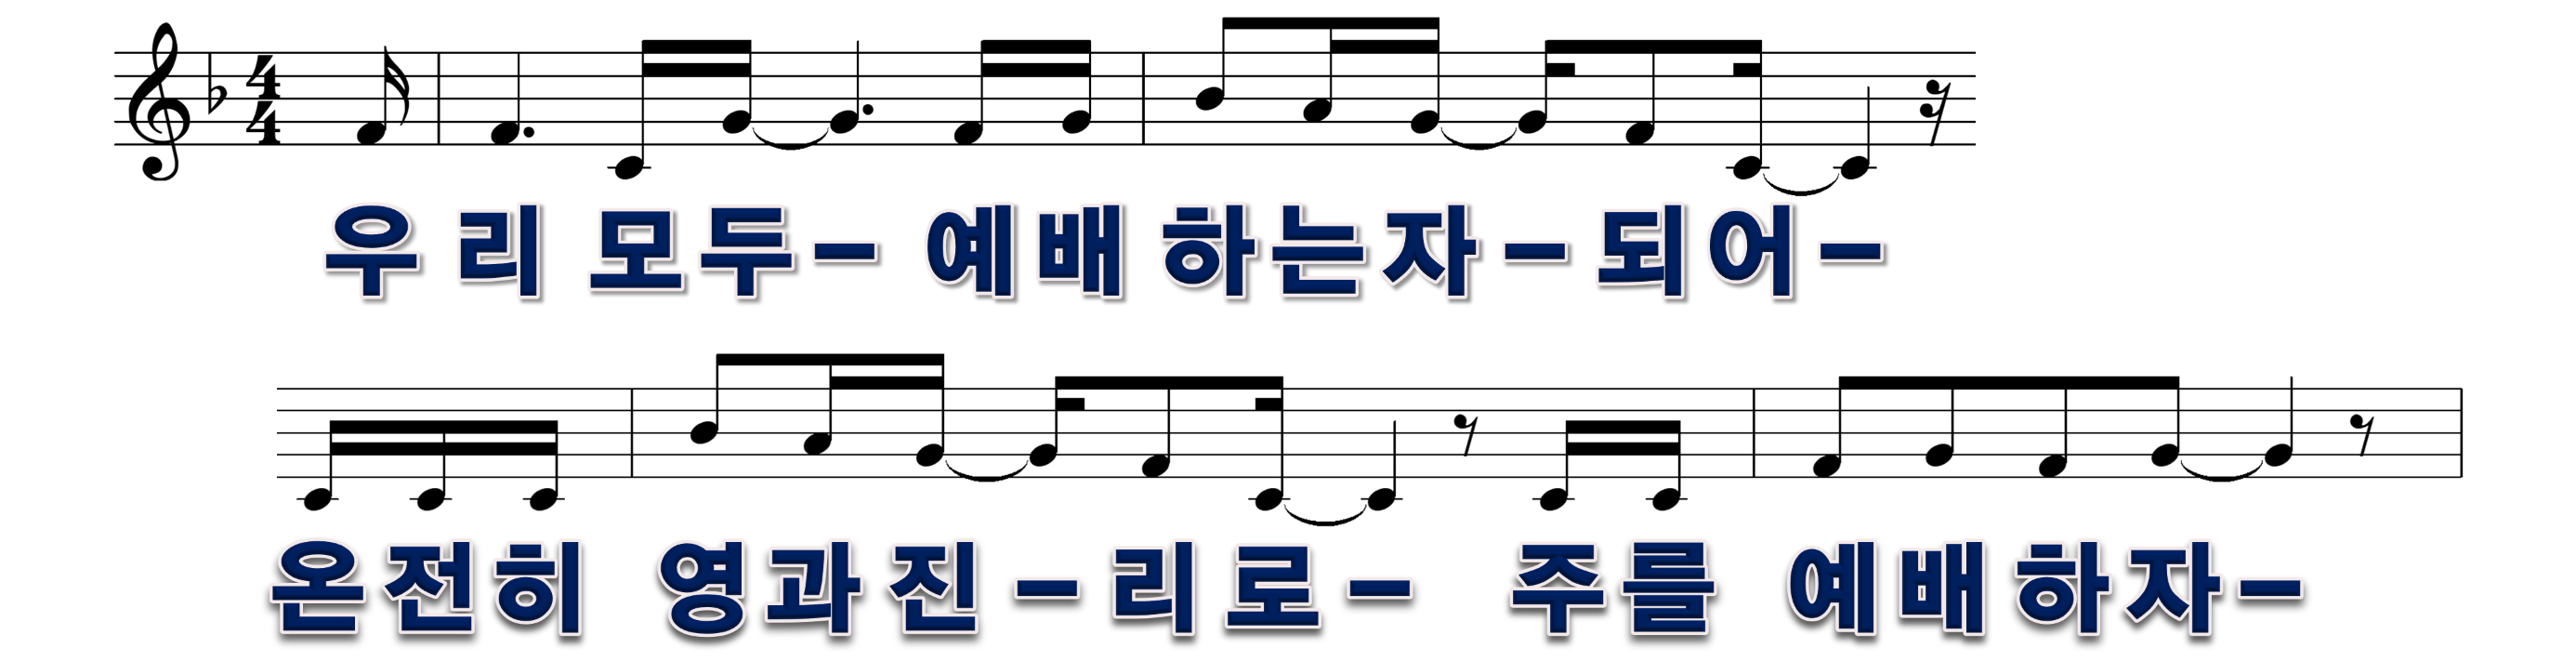 우 리 모두- 예배 하는자-되어-
온전히 영과진-리로- 주를 예배하자-